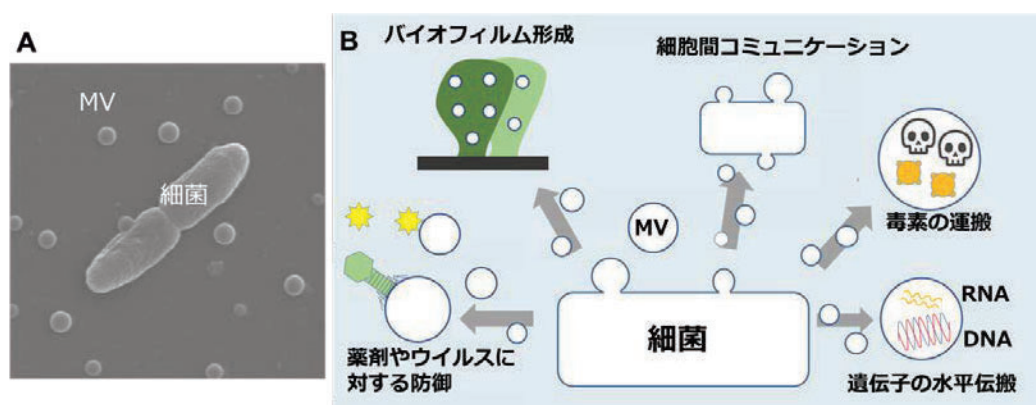 A
MV
細菌
B
バイオフィルム形成
細胞間コミュニケーション
MV
毒素の運搬
細菌
RNA
DNA
薬剤やウイルスに
対する防御
遺伝子の水平伝搬